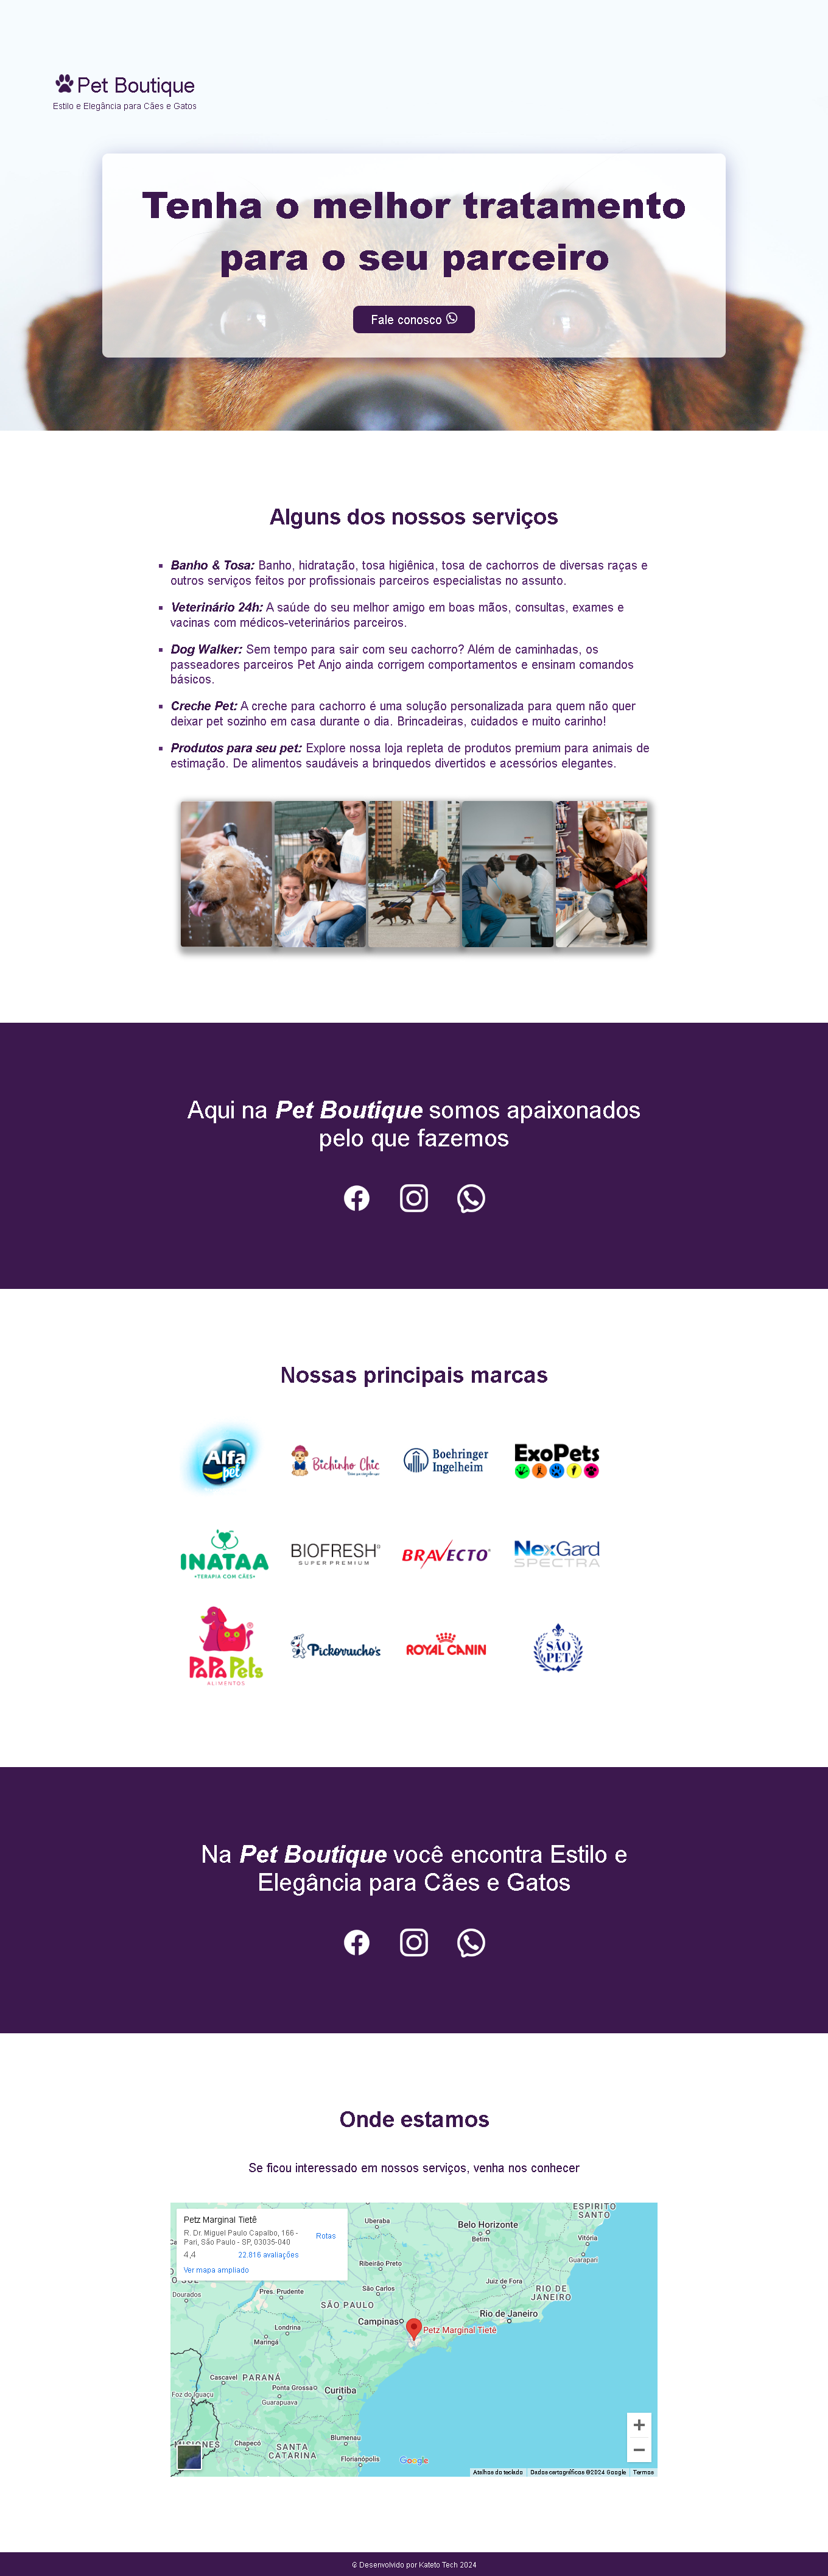 Pet Boutique
Estilo e Elegância para Cães e Gatos
Tenha o melhor tratamento
para o seu parceiro
Fale conosco
Alguns dos nossos serviços
Banho & Tosa: Banho, hidratação, tosa higiênica, tosa de cachorros de diversas raças e
outros serviços feitos por profissionais parceiros especialistas no assunto.
Veterinário 24h: A saúde do seu melhor amigo em boas mãos, consultas, exames e
vacinas com médicos-veterinários parceiros.
Dog Walker: Sem tempo para sair com seu cachorro? Além de caminhadas, os
passeadores parceiros Pet Anjo ainda corrigem comportamentos e ensinam comandos
básicos.
Creche Pet: A creche para cachorro é uma solução personalizada para quem não quer
deixar pet sozinho em casa durante o dia. Brincadeiras, cuidados e muito carinho!
Produtos para seu pet: Explore nossa loja repleta de produtos premium para animais de
estimação. De alimentos saudáveis a brinquedos divertidos e acessórios elegantes.
Aqui na Pet Boutique somos apaixonados
pelo que fazemos
Nossas principais marcas
Alfa
pet
Bichinho Chic
Boehringer
Ingelheim
ExoPets
INATAA
•TERAPIA COM CÃES•
BIOFRESH®
SUPER PREMIUM
BRAVECTO®
NexGard
SPECTRA
PAPA Pets
ALIMENTOS
Pickorrucho's
ROYAL CANIN
SÃO
PET
Na Pet Boutique você encontra Estilo e
Elegância para Cães e Gatos
Onde estamos
Se ficou interessado em nossos serviços, venha nos conhecer
Petz Marginal Tietê
R. Dr. Miguel Paulo Capalbo, 166 -
Pari, São Paulo - SP, 03035-040
Rotas
4,4
22.816 avaliações
Ver mapa ampliado
ESPÍRITO
SANTO
Uberaba
Belo Horizonte
Betim
Vitória
Guarapari
Ribeirão Preto
São Carlos
Juiz de Fora
RIO DE
JANEIRO
Dourados
Pres. Prudente
SÃO PAULO
Campinas
Rio de Janeiro
Petz Marginal Tietê
Londrina
Maringá
Cascavel
PARANÁ
Ponta Grossa
Curitiba
Foz do Iguaçu
Guarapuava
MISIONES
Chapecó
SANTA
CATARINA
Blumenau
Florianópolis
Google
Atalhos do teclado
Dados cartográficos ©2024 Google
Termos
© Desenvolvido por Kateto Tech 2024